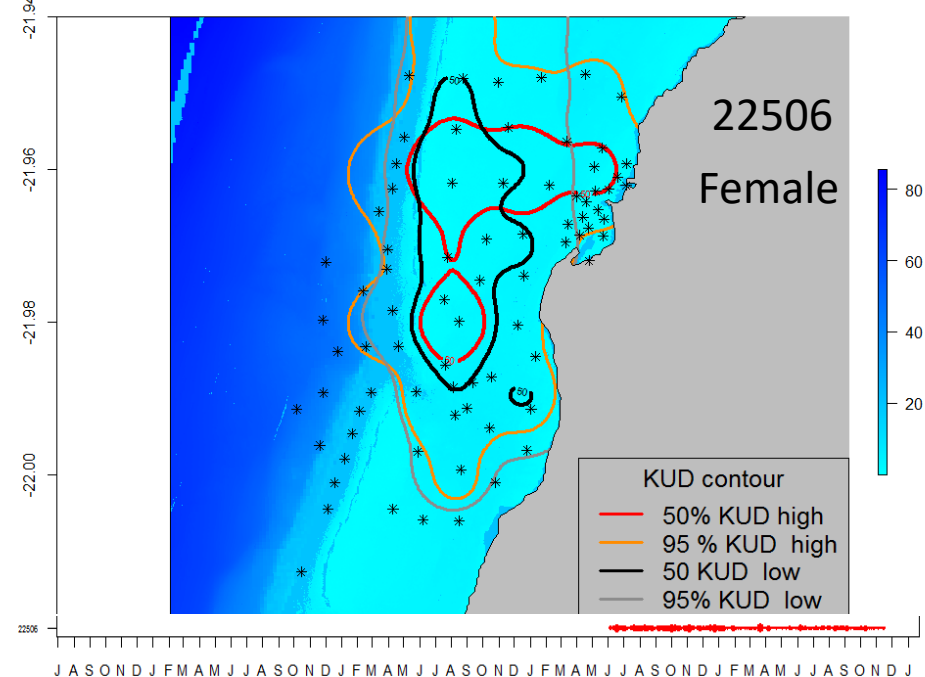 -21.94
-21.96
-21.98
-22.00
22506
Female
50
50
50
50
80
60
40
20
KUD contour
50% KUD high
95 % KUD high
50 KUD low
95% KUD low
22506
J A S O N D J F M A M J J A S O N D J F M A M J J A S O N D J F M A M J J A S O N D J F M A M J J A S O N D J